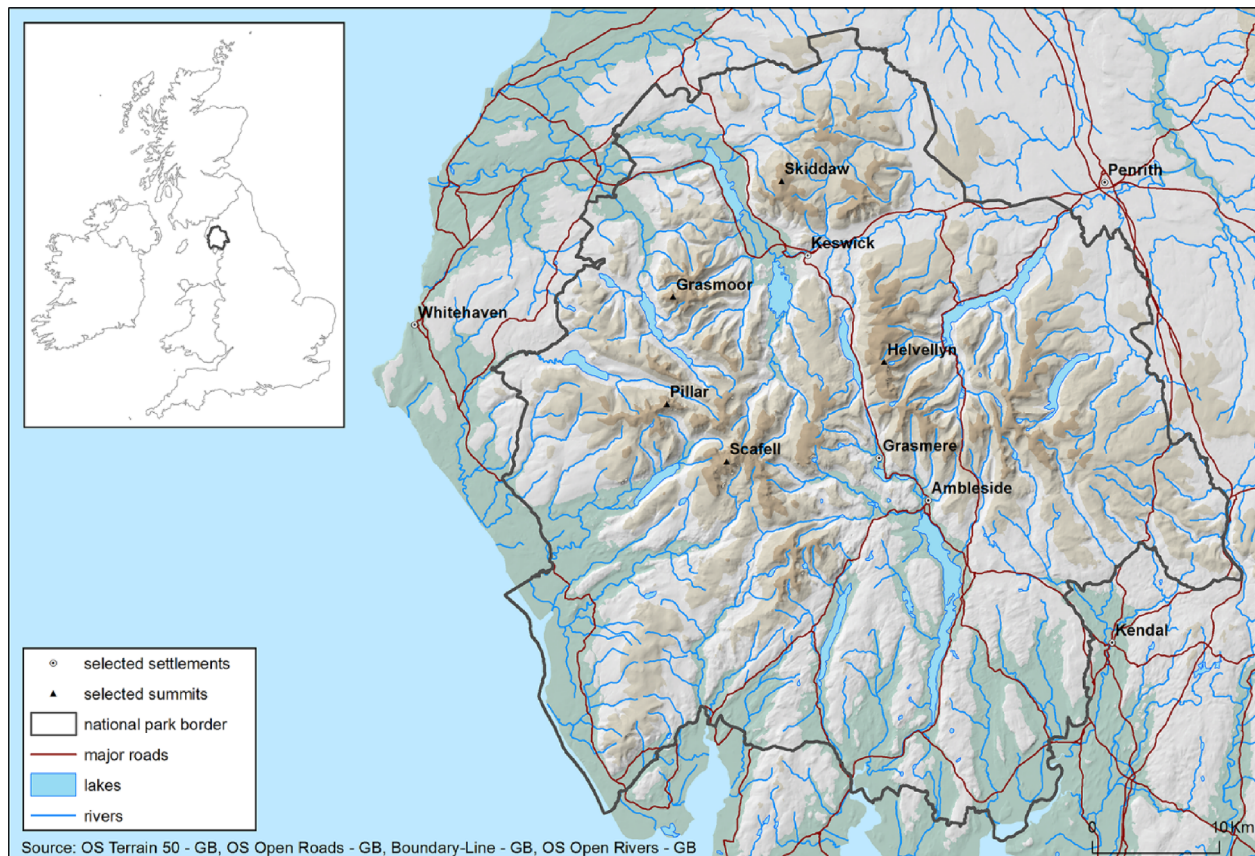 Skiddaw
Penrith
Keswick
Grasmoor
Whitehaven
Helvellyn
Pillar
Scafell
Grasmere
Ambleside
Kendal
selected settlements
selected summits
national park border
major roads
lakes
rivers
0 10 Km
Source: OS Terrain 50 - GB, OS Open Roads - GB, Boundary-Line - GB, OS Open Rivers - GB